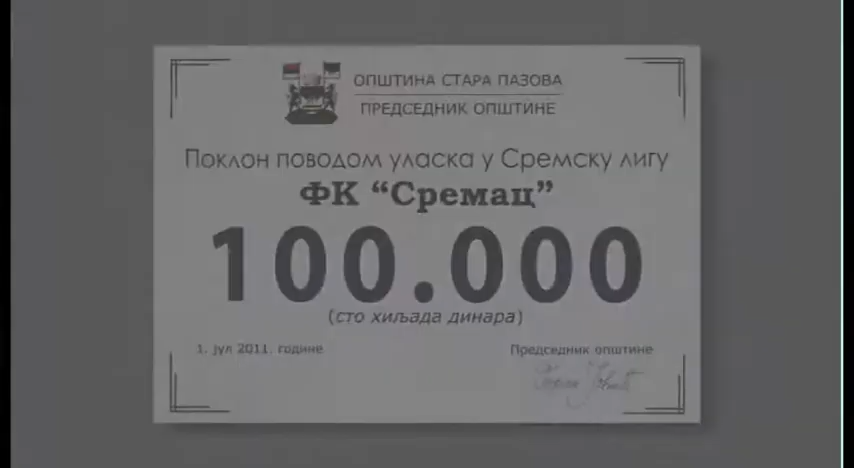 ОПШТИНА СТАРА ПАЗОВА
ПРЕДСЕДНИК ОПШТИНЕ
Поклон поводом уласка у Сремску лигу
ФК “Сремац”
100.000
(сто хиљада динара)
1. јул 2011. године
Председник општине